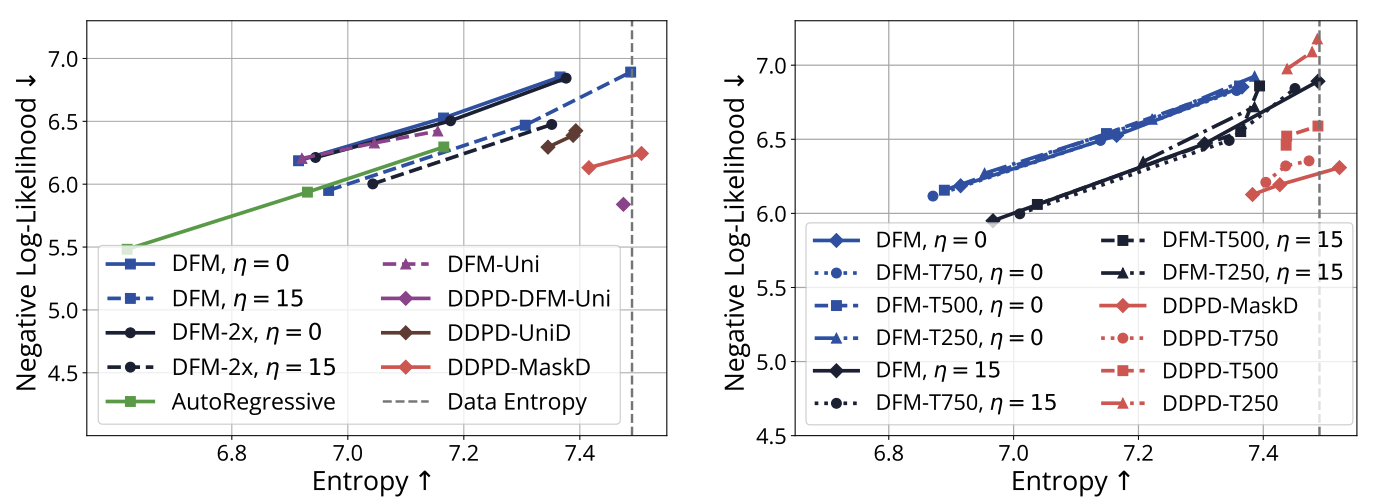 Negative Log-Likelihood ↓
7.0
6.5
6.0
5.5
5.0
4.5
DFM, η = 0
DFM, η = 15
DFM-2x, η = 0
DFM-2x, η = 15
AutoRegressive
DFM-Uni
DDPD-DFM-Uni
DDPD-UniD
DDPD-MaskD
Data Entropy
6.8 7.0 7.2 7.4
Entropy ↑
Negative Log-Likelihood ↓
7.0
6.5
6.0
5.5
5.0
4.5
DFM, η = 0
DFM-T750, η = 0
DFM-T500, η = 0
DFM-T250, η = 0
DFM, η = 15
DFM-T750, η = 15
DFM-T500, η = 15
DFM-T250, η = 15
DDPD-MaskD
DDPD-T750
DDPD-T500
DDPD-T250
6.8 7.0 7.2 7.4
Entropy ↑